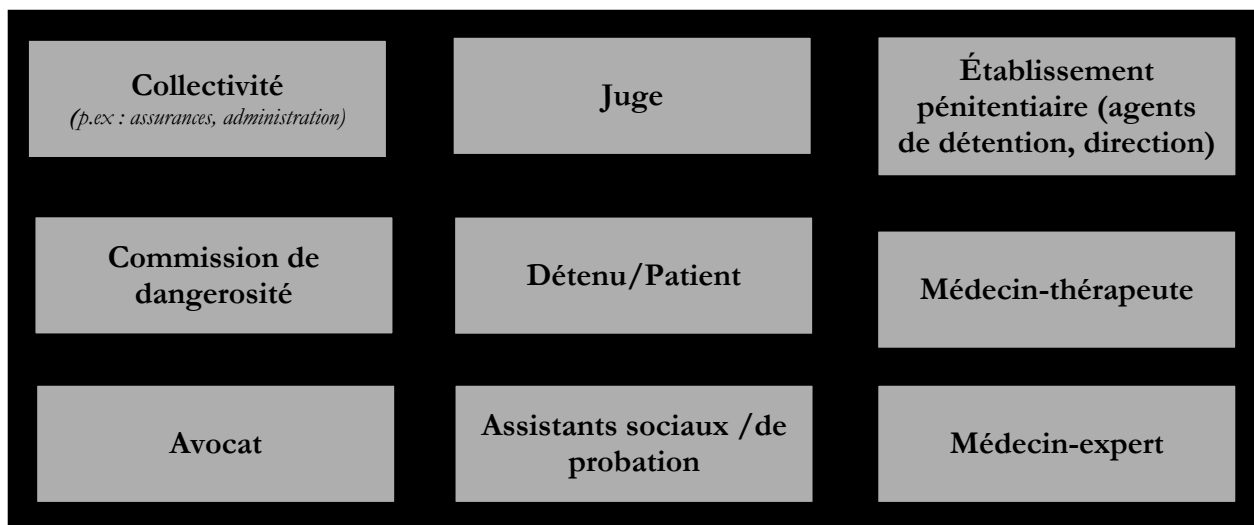 Collectivité
(p.ex : assurances, administration)
Juge
Établissement
pénitentiaire (agents
de détention, direction)
Commission de
dangerosité
Détenu/Patient
Médecin-thérapeute
Avocat
Assistants sociaux /de
probation
Médecin-expert